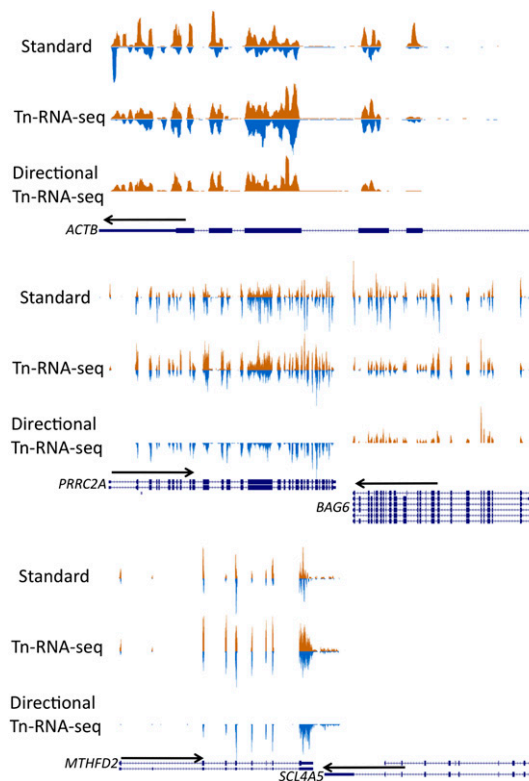 Standard
Tn-RNA-seq
Directional
Tn-RNA-seq
ACTB
Standard
Tn-RNA-seq
Directional
Tn-RNA-seq
PRRC2A
BAG6
Standard
Tn-RNA-seq
Directional
Tn-RNA-seq
MTHFD2
SCL4A5